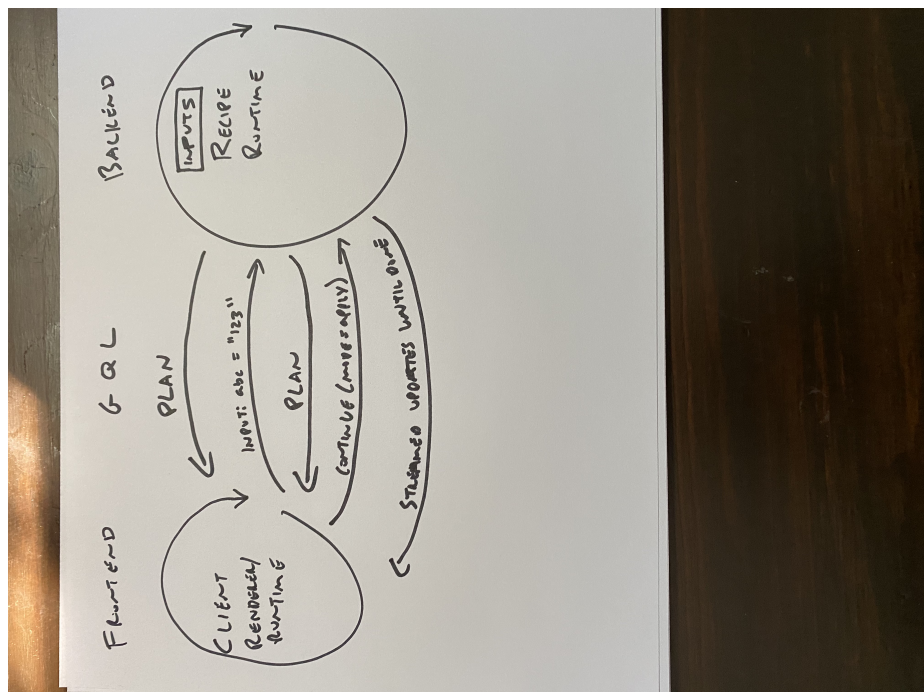 FRONTEND
GQL
BACKEND
PLAN
INPUT: abc = "123"
PLAN
CONTINUE (MODE=APPLY)
STREAMED UPDATES UNTIL DONE
CLIENT
RENDERER/
RUNTIME
INPUTS
RECIPE
RUNTIME